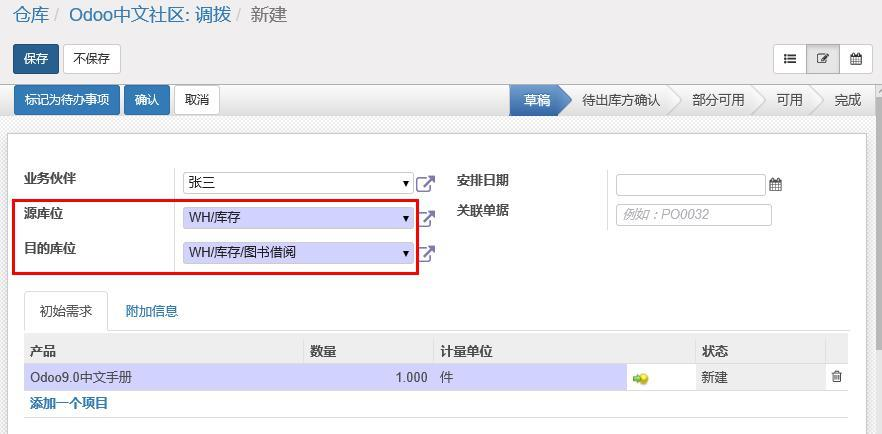 仓库 / Odoo中文社区: 调拨 / 新建
保存 不保存
标记为待办事项 确认 取消 草稿 待出库方确认 部分可用 可用 完成
业务伙伴 张三 安排日期
源库位 WH/库存 关联单据 例如：PO0032
目的库位 WH/库存/图书借阅
初始需求 附加信息
产品 数量 计量单位 状态
Odoo9.0中文手册 1.000 件 新建
添加一个项目